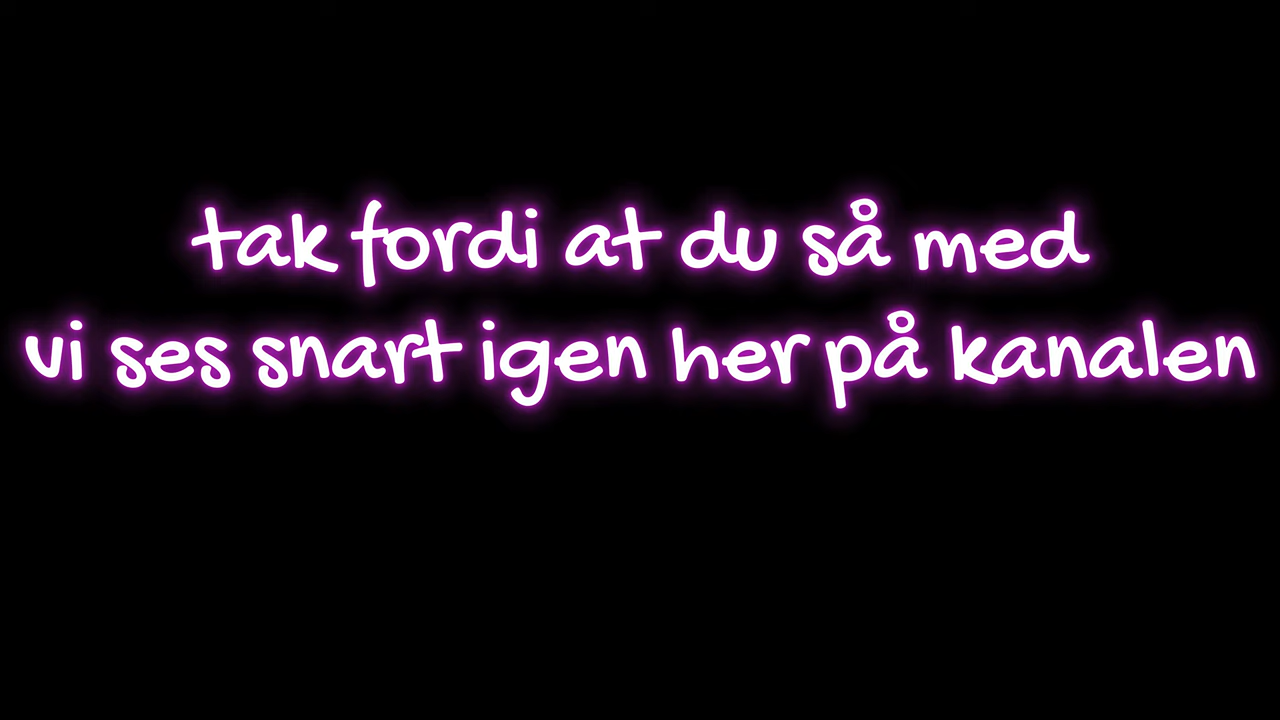 tak fordi at du så med
vi ses snart igen her på kanalen